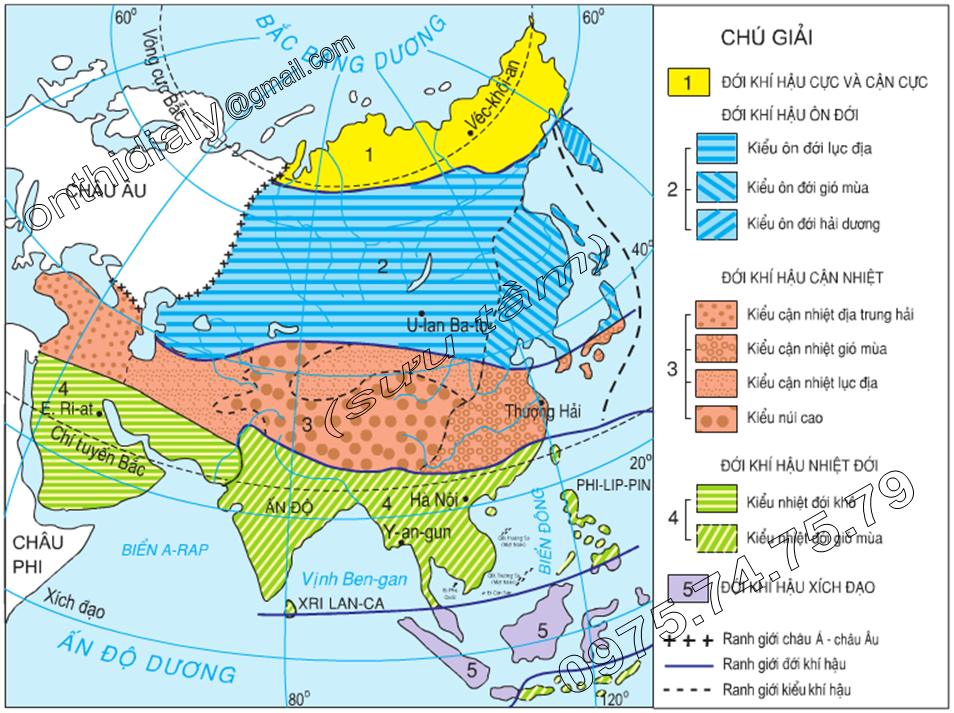 60⁰
60⁰
BẮC BĂNG DƯƠNG
Vòng cực Bắc
Vec-khôi-an
1
onthidialy@gmail.com
CHÂU ÂU
2
40⁰
U-lan Ba-to
(sưu tầm)
4
E. Ri-at
3
Thượng Hải
Chí tuyến Bắc
20⁰
PHI-LIP-PIN
ẤN ĐỘ
4
Hà Nội
Y-an-gun
CHÂU PHI
BIỂN A-RAP
BIỂN ĐÔNG
Vịnh Ben-gan
Xích đạo
XRI LAN-CA
5
5
ẤN ĐỘ DƯƠNG
80⁰
120⁰
CHÚ GIẢI
1 ĐỚI KHÍ HẬU CỰC VÀ CẬN CỰC
ĐỚI KHÍ HẬU ÔN ĐỚI
2
Kiểu ôn đới lục địa
Kiểu ôn đới gió mùa
Kiểu ôn đới hải dương
ĐỚI KHÍ HẬU CẬN NHIỆT
3
Kiểu cận nhiệt địa trung hải
Kiểu cận nhiệt gió mùa
Kiểu cận nhiệt lục địa
Kiểu núi cao
ĐỚI KHÍ HẬU NHIỆT ĐỚI
4
Kiểu nhiệt đới khô
Kiểu nhiệt đới gió mùa
5 ĐỚI KHÍ HẬU XÍCH ĐẠO
Ranh giới châu Á - châu Âu
Ranh giới đới khí hậu
Ranh giới kiểu khí hậu
0975.74.75.79